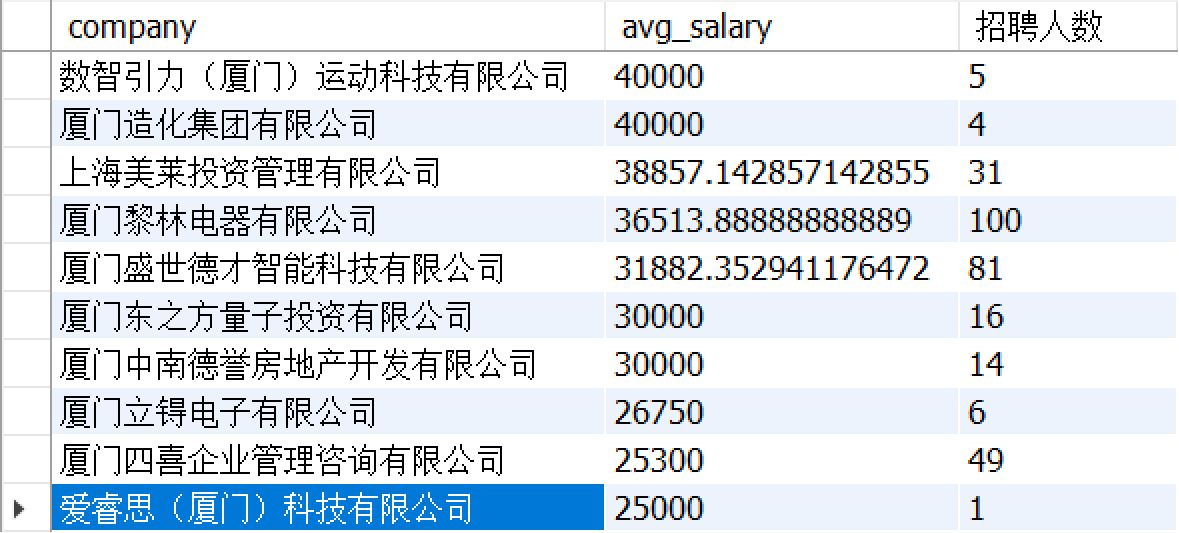 company avg_salary 招聘人数
数智引力（厦门）运动科技有限公司 40000 5
厦门造化集团有限公司 40000 4
上海美莱投资管理有限公司 38857.142857142855 31
厦门黎林电器有限公司 36513.88888888889 100
厦门盛世德才智能科技有限公司 31882.352941176472 81
厦门东之方量子投资有限公司 30000 16
厦门中南德誉房地产开发有限公司 30000 14
厦门立锝电子有限公司 26750 6
厦门四喜企业管理咨询有限公司 25300 49
爱睿思（厦门）科技有限公司 25000 1